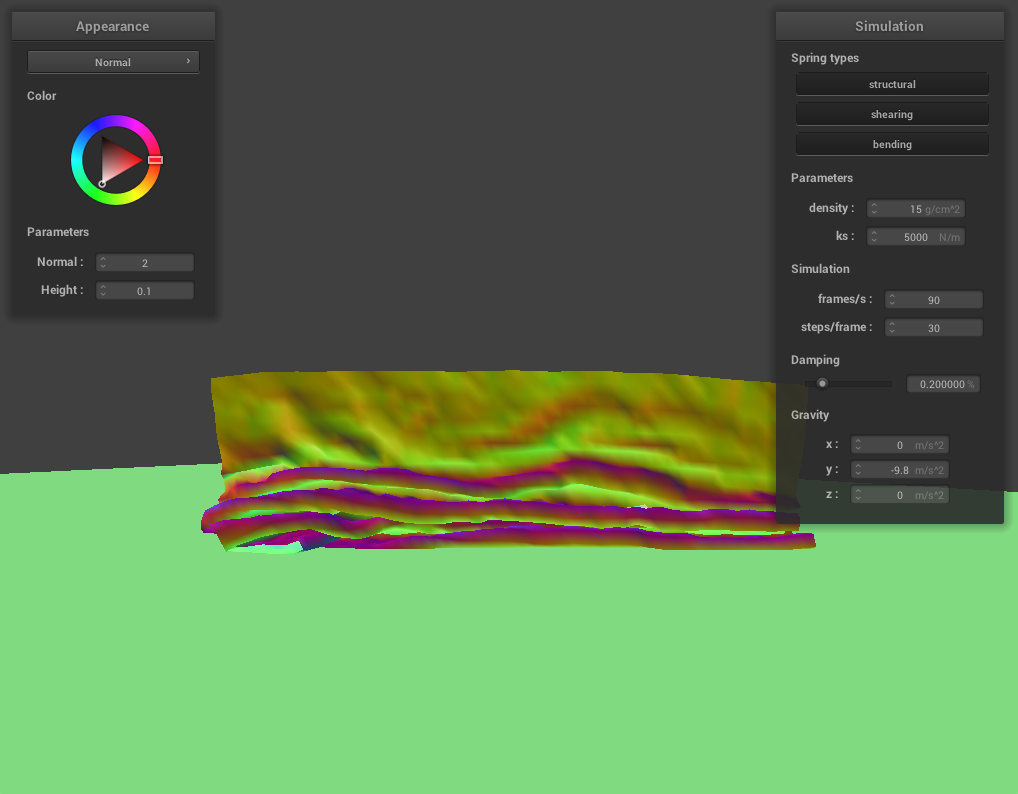 Appearance
Normal ›
Color
Parameters
Normal : 2
Height : 0.1
Simulation
Spring types
structural
shearing
bending
Parameters
density : 15 g/cm^2
ks : 5000 N/m
Simulation
frames/s : 90
steps/frame : 30
Damping
0.200000 %
Gravity
x : 0 m/s^2
y : -9.8 m/s^2
z : 0 m/s^2